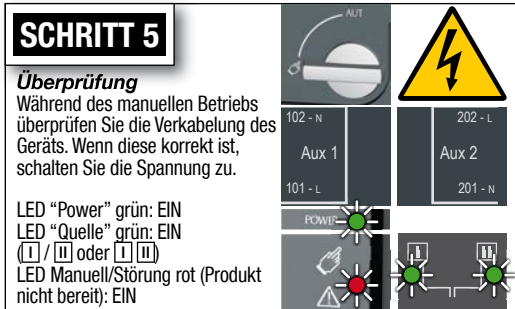 SCHRITT 5
Überprüfung
Während des manuellen Betriebs
überprüfen Sie die Verkabelung des
Geräts. Wenn diese korrekt ist,
schalten Sie die Spannung zu.
LED "Power" grün: EIN
LED "Quelle" grün: EIN
(I / II oder I II)
LED Manuell/Störung rot (Produkt
nicht bereit): EIN
AUT
102 - N
Aux 1
101 - L
202 - L
Aux 2
201 - N
POWER
I
II